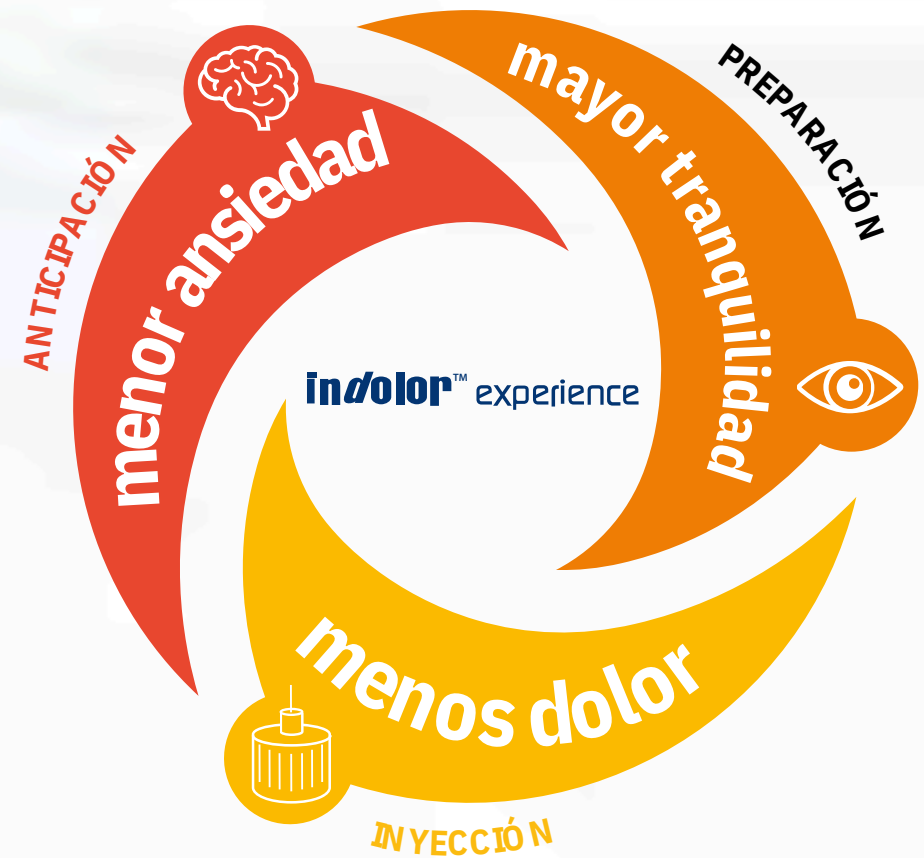 ANTICIPACIÓN
menor ansiedad
PREPARACIÓN
mayor tranquilidad
indolor™ experience
menos dolor
INYECCIÓN